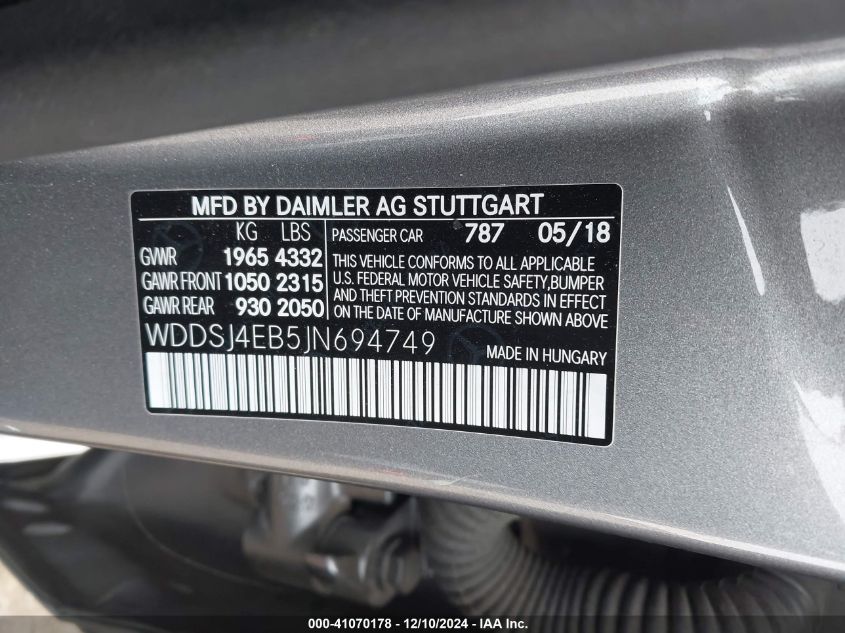 MFD BY DAIMLER AG STUTTGART
KG LBS
GVWR 1965 4332
GAWR FRONT 1050 2315
GAWR REAR 930 2050
PASSENGER CAR 787 05/18
THIS VEHICLE CONFORMS TO ALL APPLICABLE
U.S. FEDERAL MOTOR VEHICLE SAFETY,BUMPER
AND THEFT PREVENTION STANDARDS IN EFFECT
ON THE DATE OF MANUFACTURE SHOWN ABOVE
WDDSJ4EB5JN694749
MADE IN HUNGARY
000-41070178 - 12/10/2024 - IAA Inc.